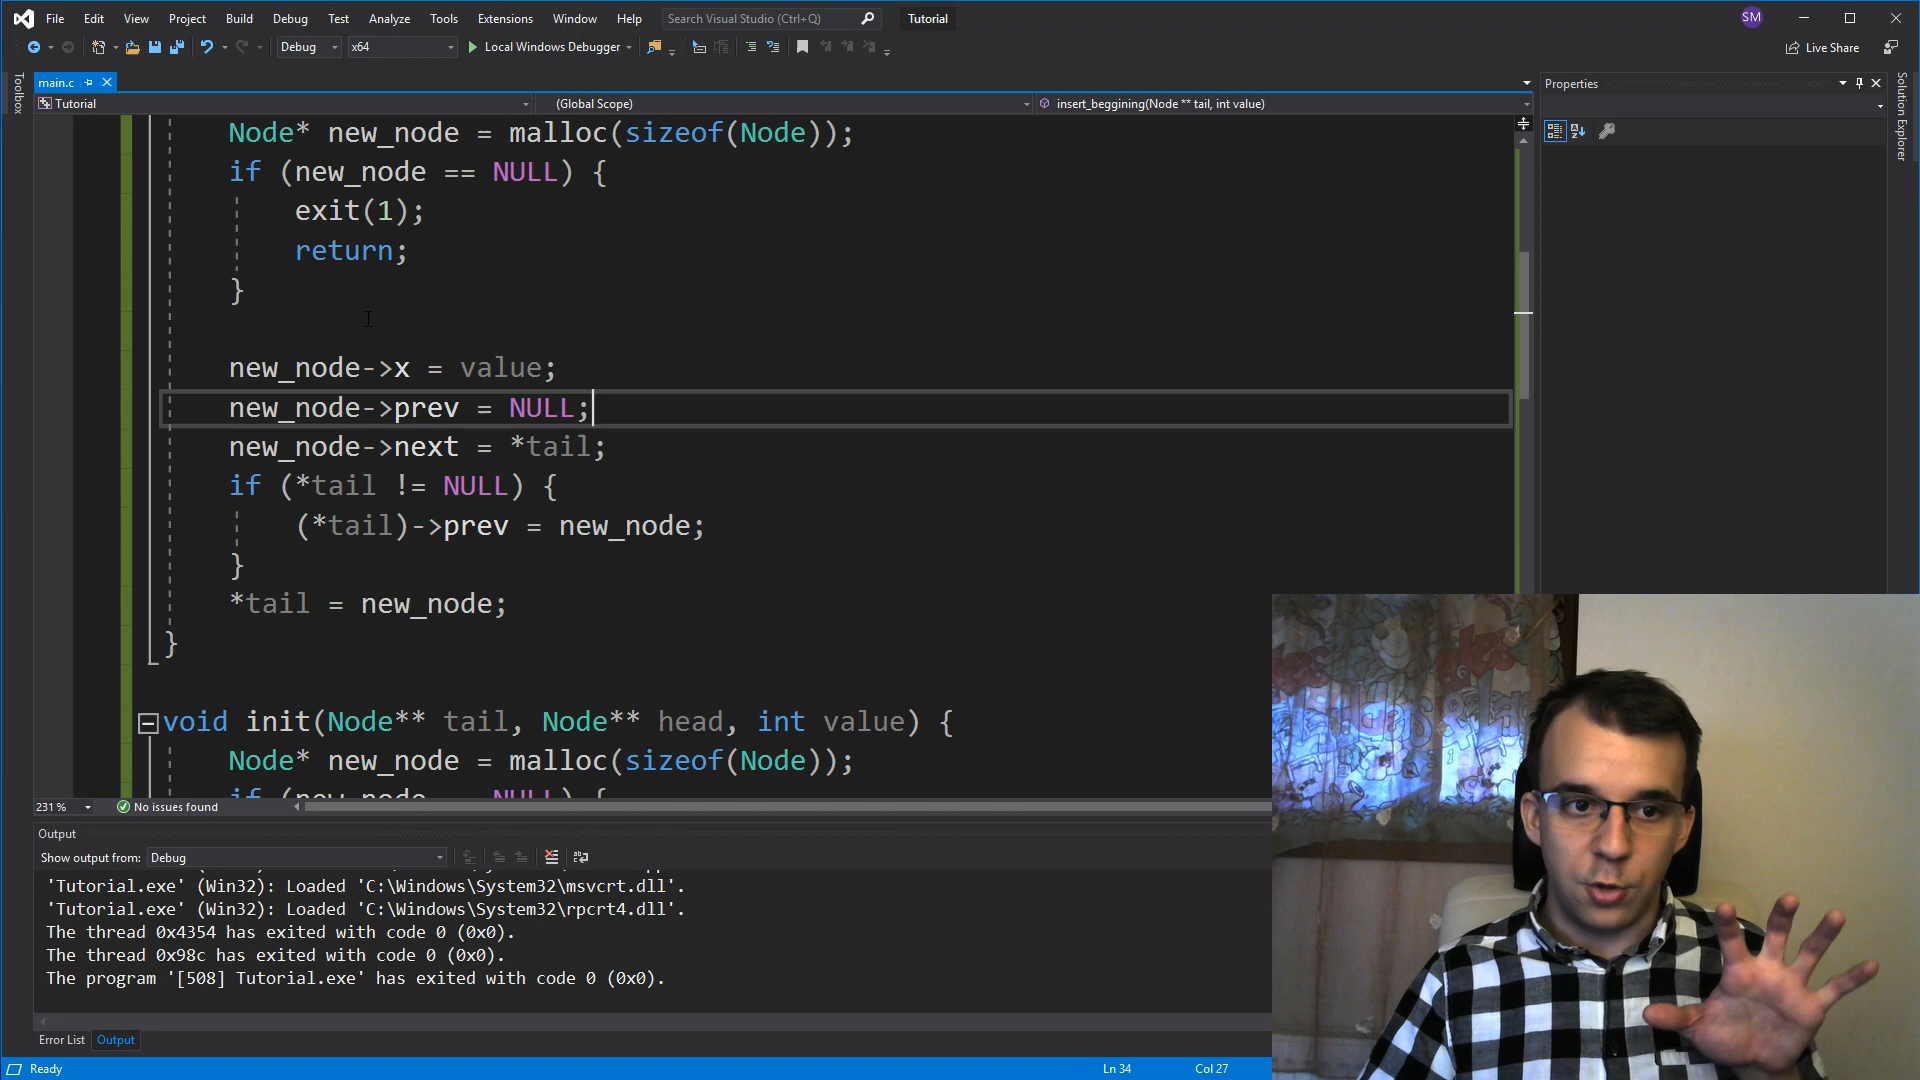 File Edit View Project Build Debug Test Analyze Tools Extensions Window Help Search Visual Studio (Ctrl+Q) Tutorial SM
Debug x64 Local Windows Debugger Live Share
Toolbox
main.c
Tutorial (Global Scope) insert_beggining(Node ** tail, int value)
Node* new_node = malloc(sizeof(Node));
if (new_node == NULL) {
exit(1);
return;
}
new_node->x = value;
new_node->prev = NULL;
new_node->next = *tail;
if (*tail != NULL) {
(*tail)->prev = new_node;
}
*tail = new_node;
}
void init(Node** tail, Node** head, int value) {
Node* new_node = malloc(sizeof(Node));
if (new_node == NULL) {
231 % No issues found
Properties
Solution Explorer
Output
Show output from: Debug
'Tutorial.exe' (Win32): Loaded 'C:\Windows\System32\msvcrt.dll'.
'Tutorial.exe' (Win32): Loaded 'C:\Windows\System32\rpcrt4.dll'.
The thread 0x4354 has exited with code 0 (0x0).
The thread 0x98c has exited with code 0 (0x0).
The program '[508] Tutorial.exe' has exited with code 0 (0x0).
Error List Output
Ready Ln 34 Col 27